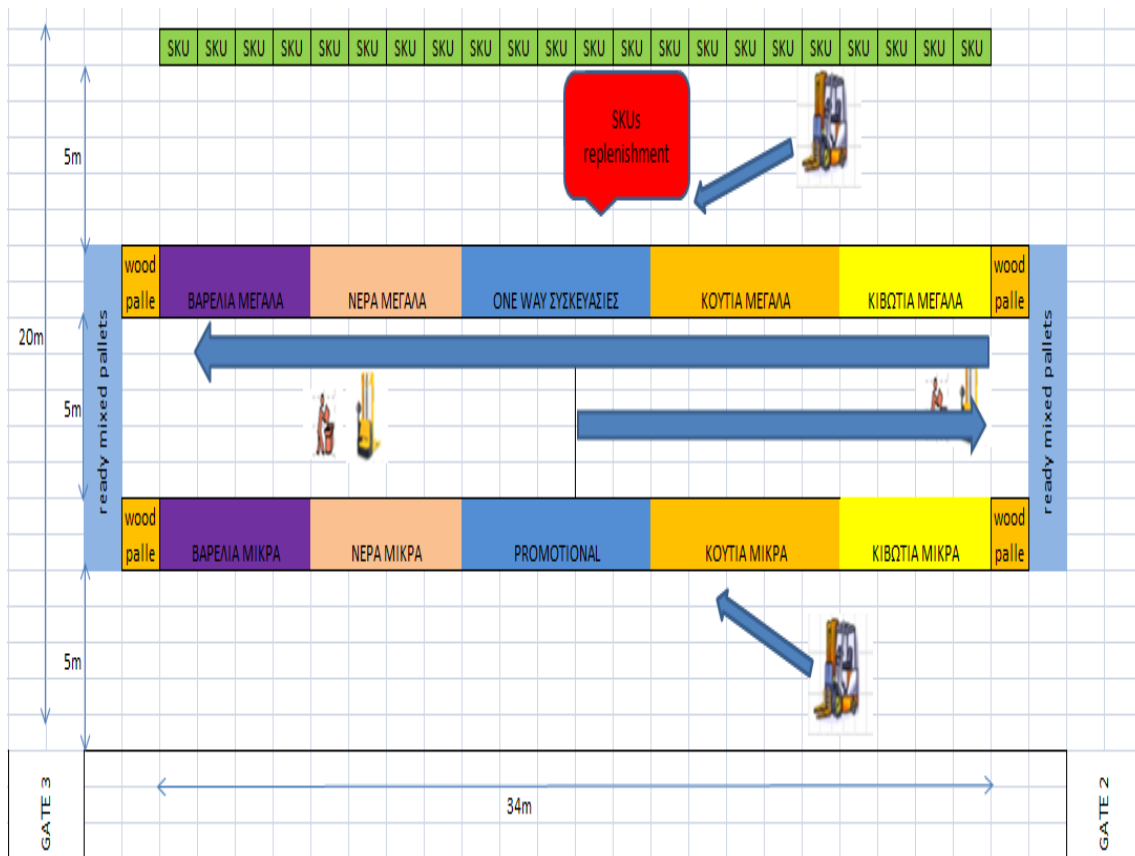 SKU SKU SKU SKU SKU SKU SKU SKU SKU SKU SKU SKU SKU SKU SKU SKU SKU SKU SKU SKU SKU SKU
SKUs
replenishment
5m
wood
palle
ΒΑΡΕΛΙΑ ΜΕΓΑΛΑ
ΝΕΡΑ ΜΕΓΑΛΑ
ONE WAY ΣΥΣΚΕΥΑΣΙΕΣ
ΚΟΥΤΙΑ ΜΕΓΑΛΑ
ΚΙΒΩΤΙΑ ΜΕΓΑΛΑ
wood
palle
20m
ready mixed pallets
5m
ready mixed pallets
wood
palle
ΒΑΡΕΛΙΑ ΜΙΚΡΑ
ΝΕΡΑ ΜΙΚΡΑ
PROMOTIONAL
ΚΟΥΤΙΑ ΜΙΚΡΑ
ΚΙΒΩΤΙΑ ΜΙΚΡΑ
wood
palle
5m
GATE 3
34m
GATE 2